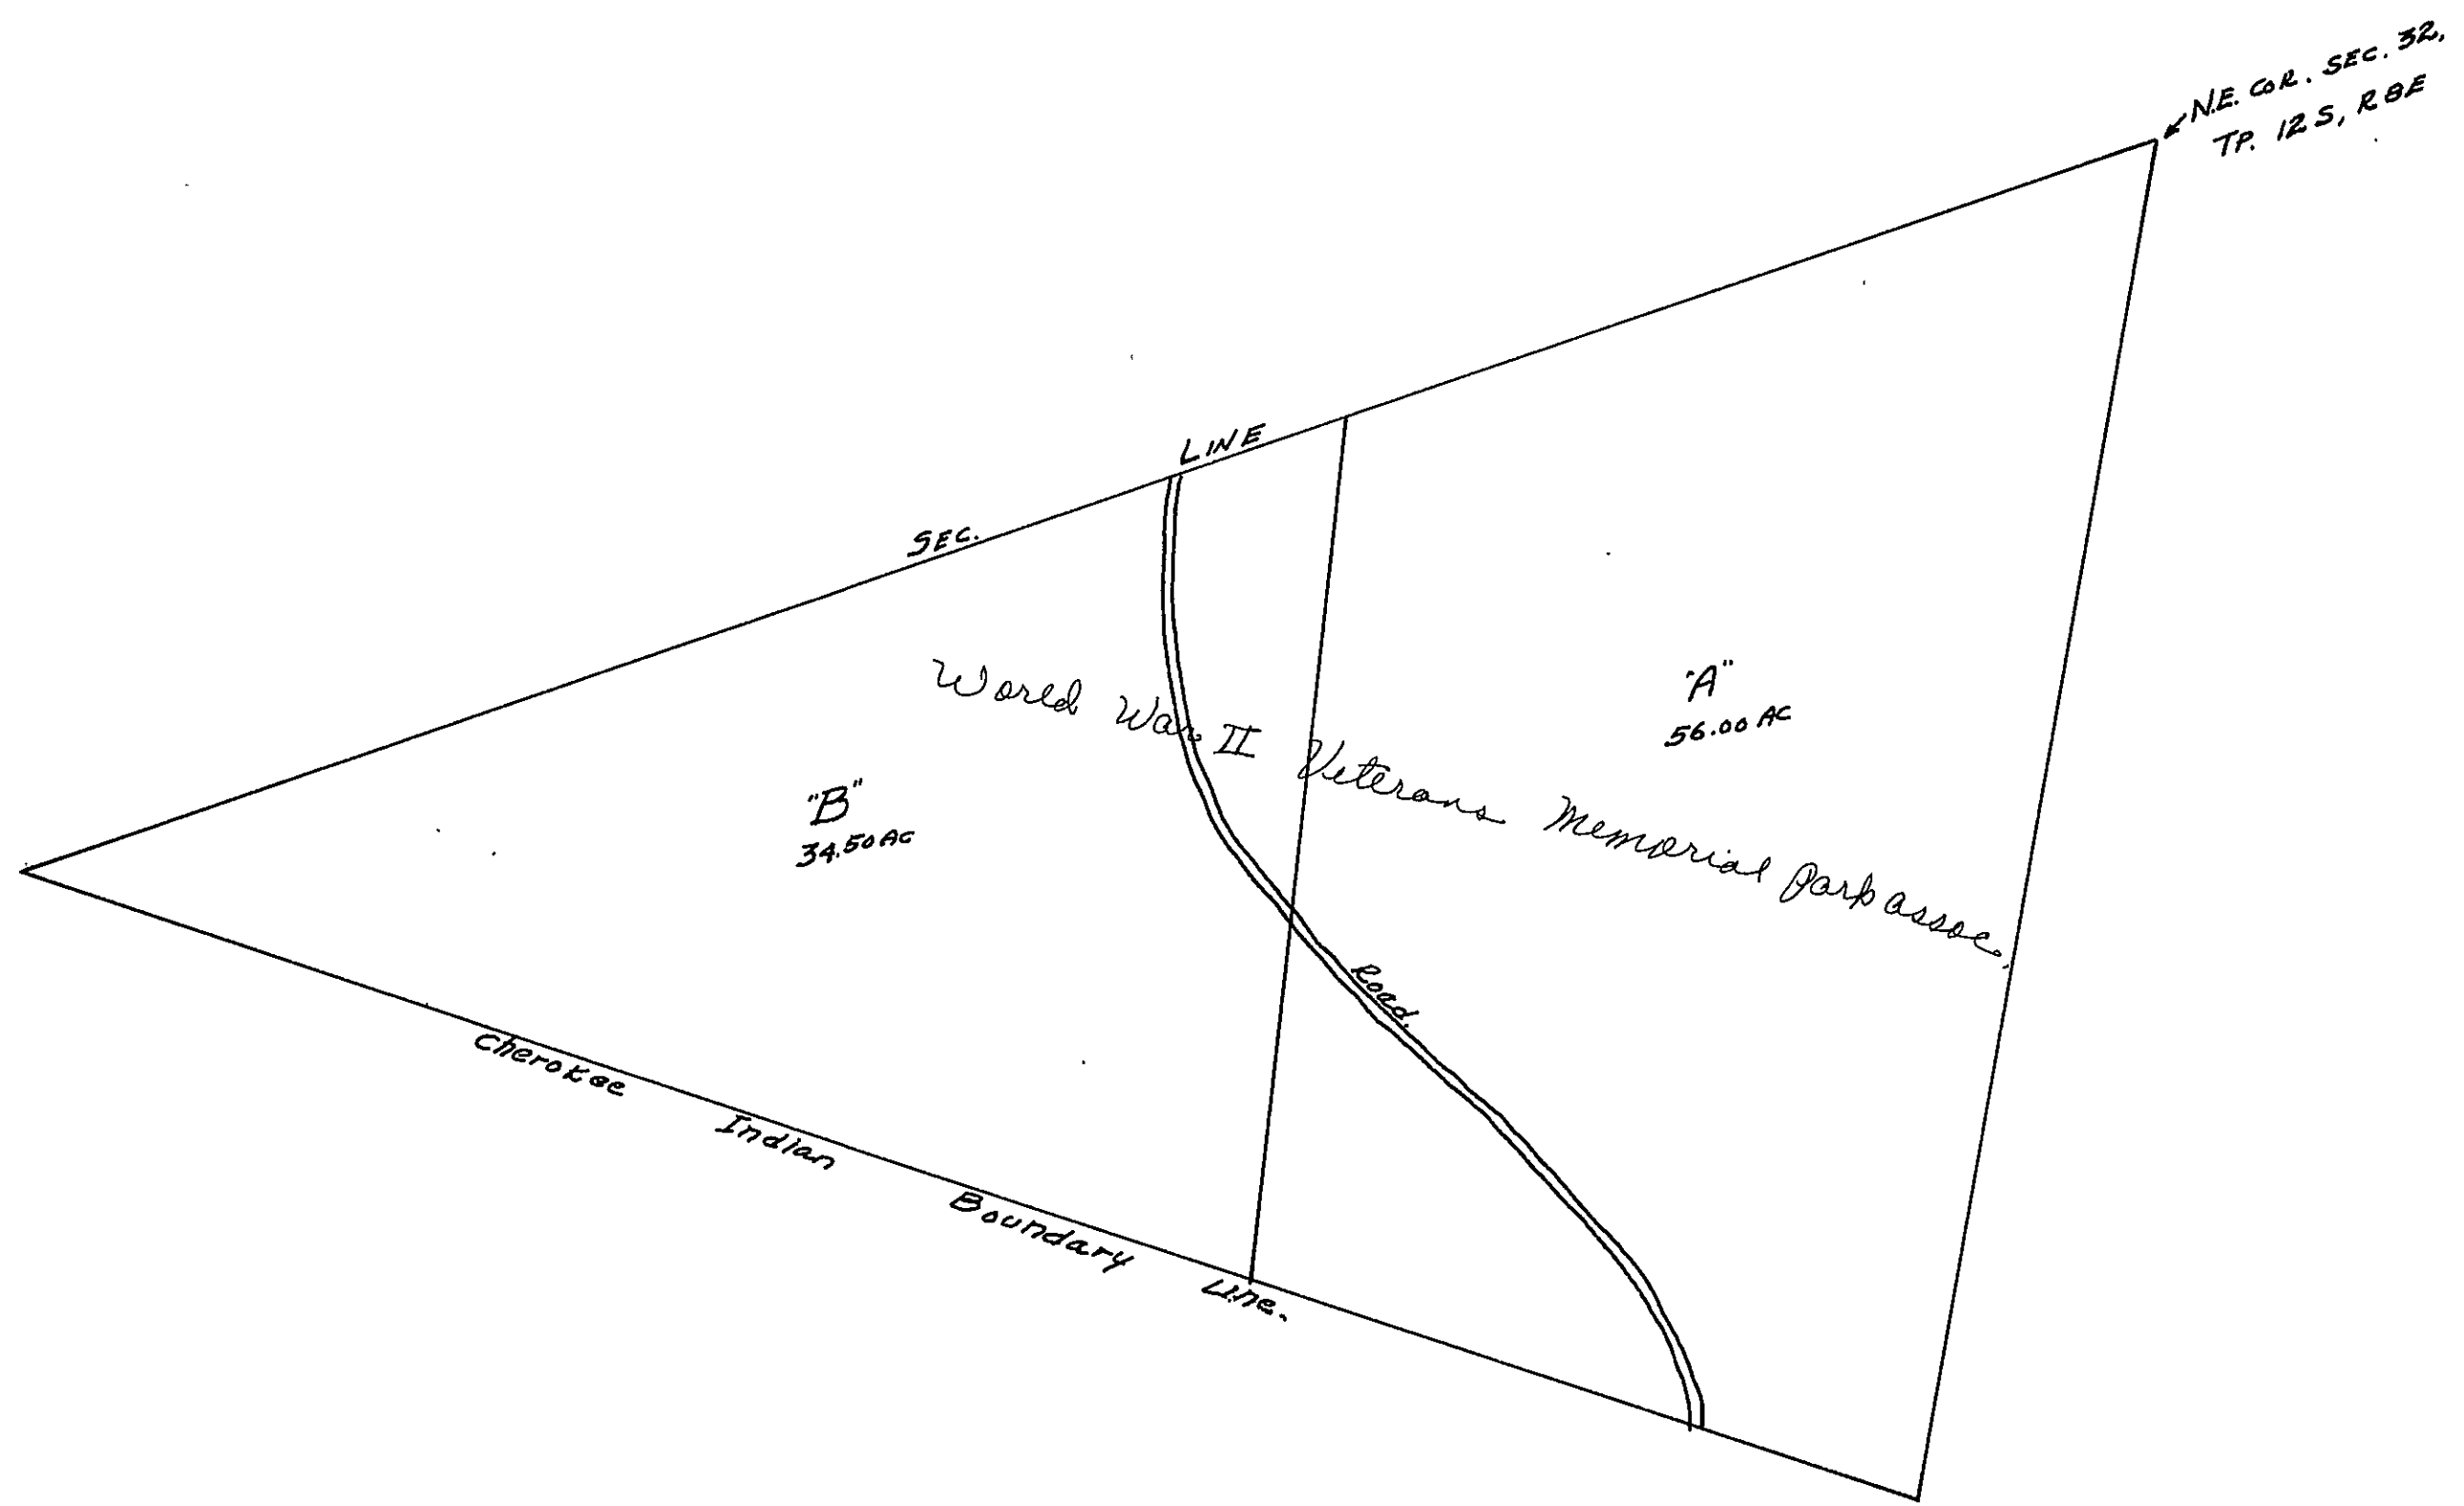 N.E. COR. SEC. 32,
TP. 12 S, R 8E
SEC. LINE
"A"
56.00 AC
World War II Veterans Memorial Park assoc.
"B"
34.50 AC
Road.
Cherokee Indian Boundary Line.